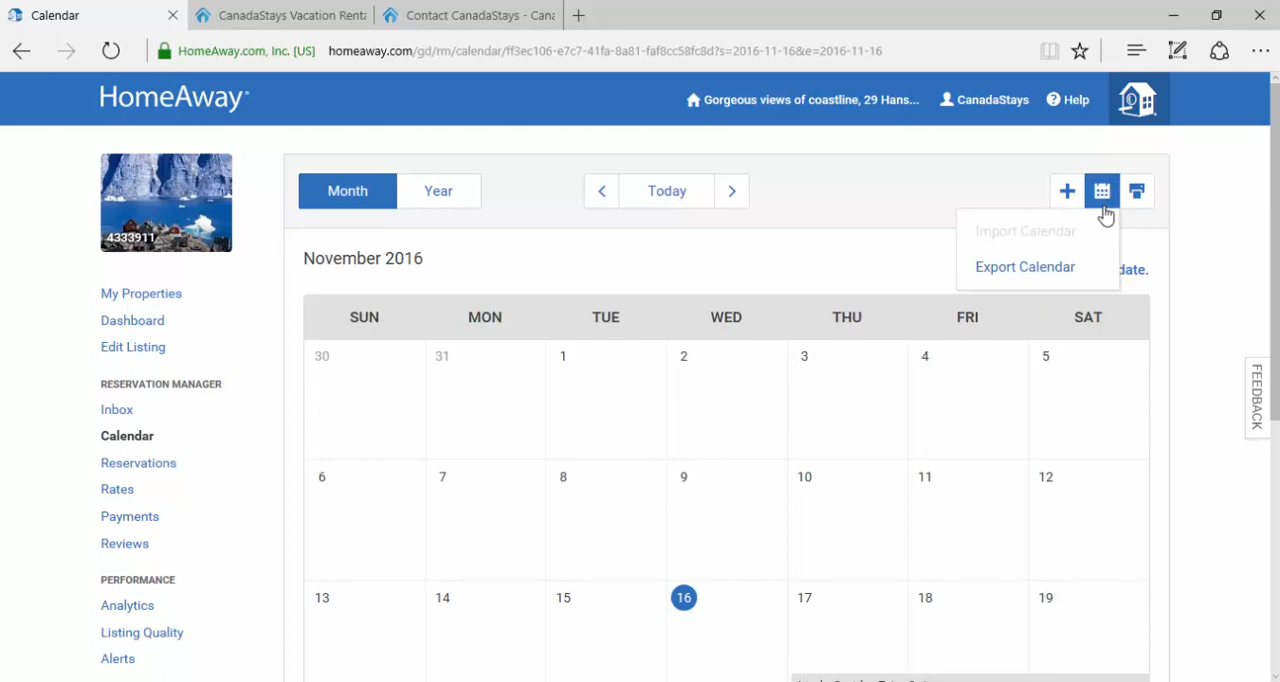 Calendar
CanadaStays Vacation Renta
Contact CanadaStays - Cana
HomeAway.com, Inc. [US] homeaway.com/gd/rm/calendar/ff3ec106-e7c7-41fa-8a81-faf8cc58fc8d?s=2016-11-16&e=2016-11-16
HomeAway
Gorgeous views of coastline, 29 Hans...
CanadaStays
Help
4333911
My Properties
Dashboard
Edit Listing
RESERVATION MANAGER
Inbox
Calendar
Reservations
Rates
Payments
Reviews
PERFORMANCE
Analytics
Listing Quality
Alerts
Month
Year
Today
Import Calendar
Export Calendar
date.
November 2016
SUN MON TUE WED THU FRI SAT
30 31 1 2 3 4 5
6 7 8 9 10 11 12
13 14 15 16 17 18 19
FEEDBACK